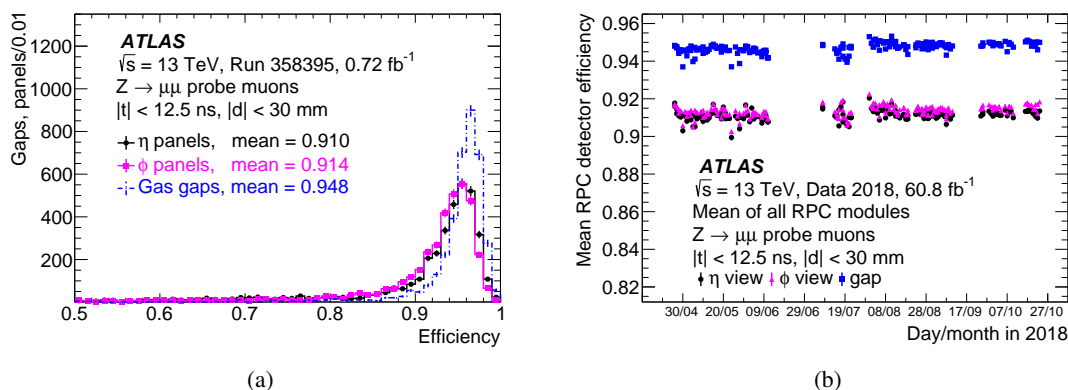 Gaps, panels/0.01
1200
1000
800
600
400
200
0.5 0.6 0.7 0.8 0.9 1
Efficiency
ATLAS
√s = 13 TeV, Run 358395, 0.72 fb⁻¹
Z → μμ probe muons
|t| < 12.5 ns, |d| < 30 mm
η panels, mean = 0.910
ϕ panels, mean = 0.914
Gas gaps, mean = 0.948
(a)
Mean RPC detector efficiency
0.96
0.94
0.92
0.9
0.88
0.86
0.84
0.82
ATLAS
√s = 13 TeV, Data 2018, 60.8 fb⁻¹
Mean of all RPC modules
Z → μμ probe muons
|t| < 12.5 ns, |d| < 30 mm
η view ϕ view gap
30/04 20/05 09/06 29/06 19/07 08/08 28/08 17/09 07/10 27/10
Day/month in 2018
(b)